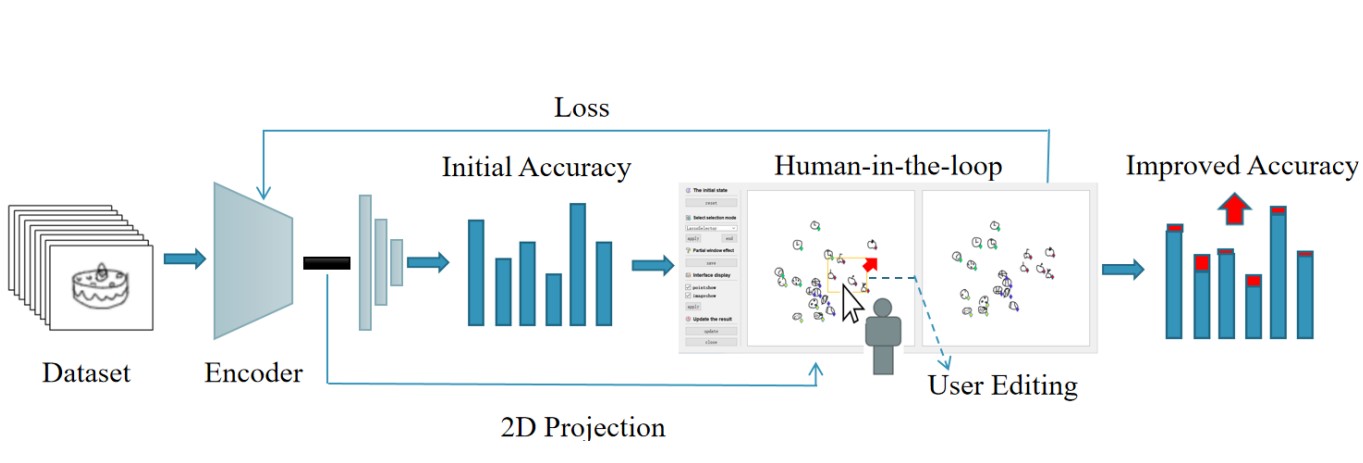 Loss
Initial Accuracy
Human-in-the-loop
Improved Accuracy
The initial state
reset
Select selection mode
LassoSelector
apply
end
Partial window effect
save
Interface display
pointshow
imageshow
apply
Update the result
update
close
Dataset
Encoder
User Editing
2D Projection